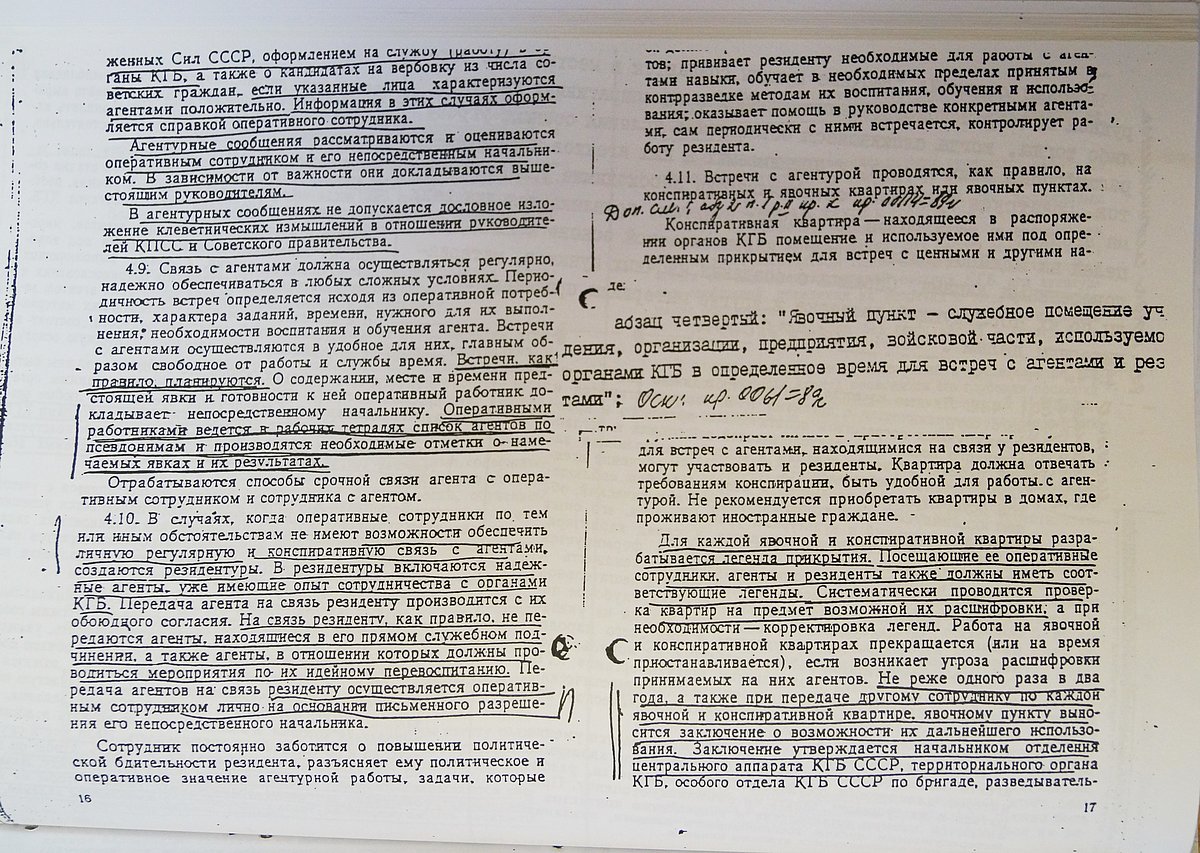 женных Сил СССР, оформлением на службу (работу) в ор-
ганы КГБ, а также о кандидатах на вербовку из числа со-
ветских граждан, если указанные лица характеризуются
агентами положительно. Информация в этих случаях оформ-
ляется справкой оперативного сотрудника.
Агентурные сообщения рассматриваются и оцениваются
оперативным сотрудником и его непосредственным начальни-
ком. В зависимости от важности они докладываются выше-
стоящим руководителям.
В агентурных сообщениях не допускается дословное изло-
жение клеветнических измышлений в отношении руководите-
лей КПСС и Советского правительства.
4.9. Связь с агентами должна осуществляться регулярно,
надежно обеспечиваться в любых сложных условиях. Перио-
дичность встреч определяется исходя из оперативной потреб-
ности, характера заданий, времени, нужного для их выпол-
нения, необходимости воспитания и обучения агента. Встречи
с агентами осуществляются в удобное для них, главным об-
разом свободное от работы и службы время. Встречи, как
правило, планируются. О содержании, месте и времени пред-
стоящей явки и готовности к ней оперативный работник до-
кладывает непосредственному начальнику. Оперативными
работниками ведется в рабочих тетрадях список агентов по
псевдонимам и производятся необходимые отметки о наме-
чаемых явках и их результатах.
Отрабатываются способы срочной связи агента с опера-
тивным сотрудником и сотрудника с агентом.
4.10. В случаях, когда оперативные сотрудники по тем
или иным обстоятельствам не имеют возможности обеспечить
личную регулярную и конспиративную связь с агентами,
создаются резидентуры. В резидентуры включаются надеж-
ные агенты, уже имеющие опыт сотрудничества с органами
КГБ. Передача агента на связь резиденту производится с их
обоюдного согласия. На связь резиденту, как правило, не пе-
редаются агенты, находящиеся в его прямом служебном под-
чинении, а также агенты, в отношении которых должны про-
водиться мероприятия по их идейному перевоспитанию. Пе-
редача агентов на связь резиденту осуществляется оператив-
ным сотрудником лично на основании письменного разреше-
ния его непосредственного начальника.
Сотрудник постоянно заботится о повышении политиче-
ской бдительности резидента, разъясняет ему политическое и
оперативное значение агентурной работы, задачи, которые
16
тов; прививает резиденту необходимые для работы с аген-
тами навыки, обучает в необходимых пределах принятым в
контрразведке методам их воспитания, обучения и использо-
вания; оказывает помощь в руководстве конкретными агента-
ми, сам периодически с ними встречается, контролирует ра-
боту резидента.
4.11. Встречи с агентурой проводятся, как правило, на
конспиративных и явочных квартирах или явочных пунктах.
Доп. см.
Конспиративная квартира — находящееся в распоряже-
нии органов КГБ помещение и используемое ими под опре-
деленным прикрытием для встреч с ценными и другими на-
де:
абзац четвертый: "Явочный пункт - служебное помещение уч
дения, организации, предприятия, войсковой части, используемо
органами КГБ в определенное время для встреч с агентами и рез
тами"; Осн: пр. 0061=82
для встреч с агентами, находящимися на связи у резидентов,
могут участвовать и резиденты. Квартира должна отвечать
требованиям конспирации, быть удобной для работы с аген-
турой. Не рекомендуется приобретать квартиры в домах, где
проживают иностранные граждане.
Для каждой явочной и конспиративной квартиры разра-
батывается легенда прикрытия. Посещающие ее оперативные
сотрудники, агенты и резиденты также должны иметь соот-
ветствующие легенды. Систематически проводится провер-
ка квартир на предмет возможной их расшифровки, а при
необходимости — корректировка легенд. Работа на явочной
и конспиративной квартирах прекращается (или на время
приостанавливается), если возникает угроза расшифровки
принимаемых на них агентов. Не реже одного раза в два
года, а также при передаче другому сотруднику по каждой
явочной и конспиративной квартире, явочному пункту выно-
сится заключение о возможности их дальнейшего использо-
вания. Заключение утверждается начальником отделения
центрального аппарата КГБ СССР, территориального органа
КГБ, особого отдела КГБ СССР по бригаде, разведыватель-
17